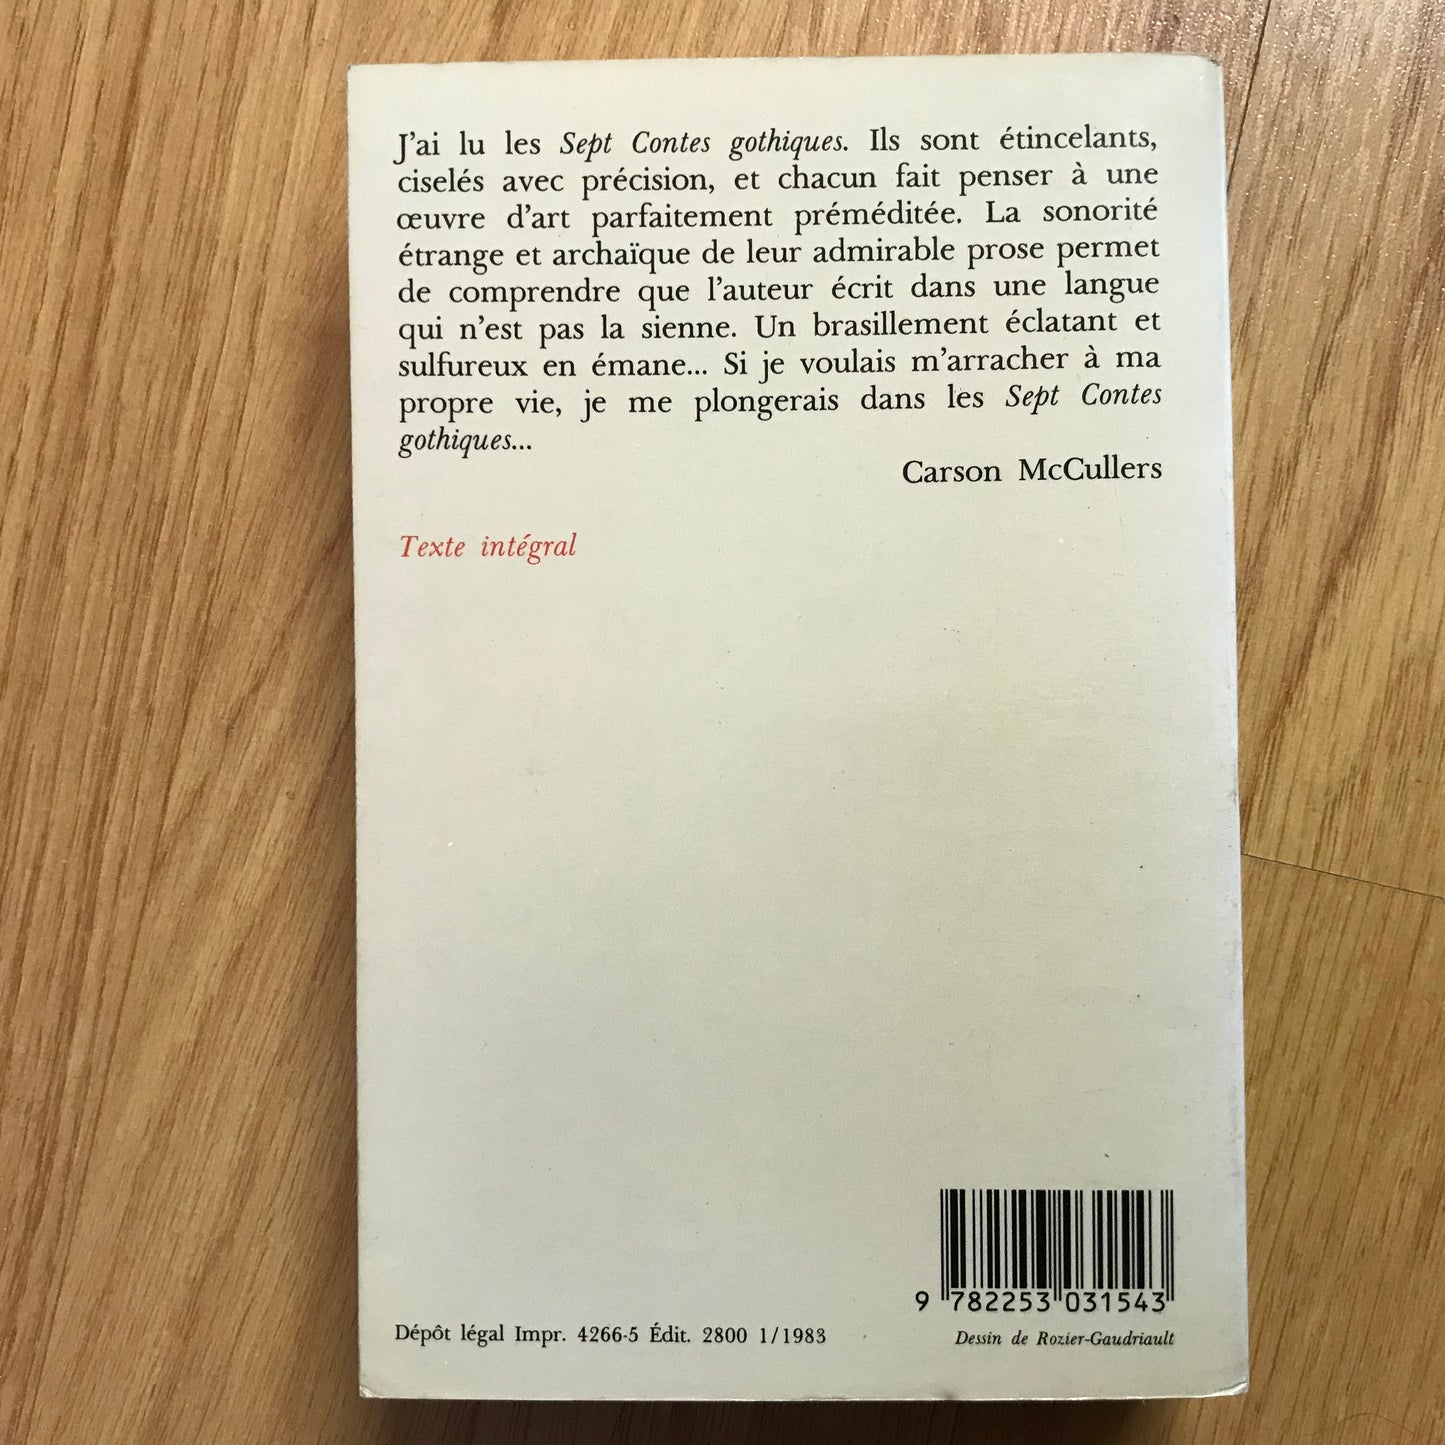 J'ai lu les Sept Contes gothiques. Ils sont étincelants,
ciselés avec précision, et chacun fait penser à une
œuvre d'art parfaitement préméditée. La sonorité
étrange et archaïque de leur admirable prose permet
de comprendre que l'auteur écrit dans une langue
qui n'est pas la sienne. Un brasillement éclatant et
sulfureux en émane... Si je voulais m'arracher à ma
propre vie, je me plongerais dans les Sept Contes
gothiques...
Carson McCullers
Texte intégral
9 782253 031543
Dépôt légal Impr. 4266-5 Édit. 2800 1/1983
Dessin de Rozier-Gaudriault